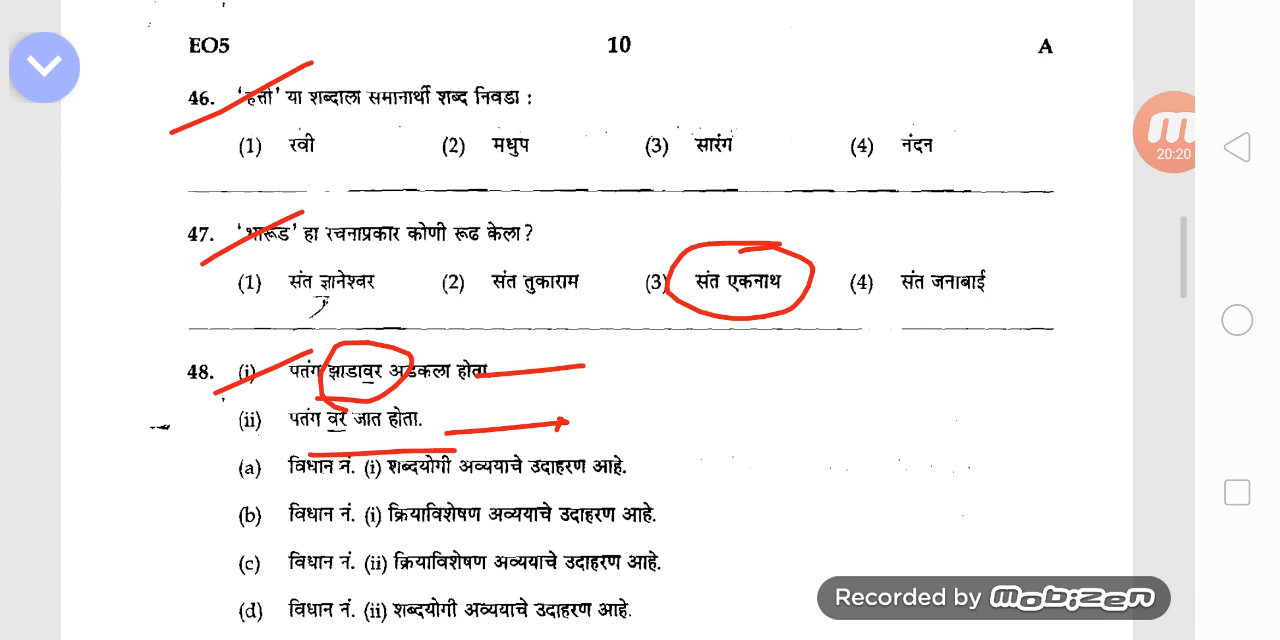 EO5 10 A
46. 'हत्ती' या शब्दाला समानार्थी शब्द निवडा :
(1) रवी (2) मधुप (3) सारंग (4) नंदन
47. 'भारूड' हा रचनाप्रकार कोणी रूढ केला ?
(1) संत ज्ञानेश्वर (2) संत तुकाराम (3) संत एकनाथ (4) संत जनाबाई
48. (i) पतंग झाडावर अडकला होता.
(ii) पतंग वर जात होता.
(a) विधान नं. (i) शब्दयोगी अव्ययाचे उदाहरण आहे.
(b) विधान नं. (i) क्रियाविशेषण अव्ययाचे उदाहरण आहे.
(c) विधान नं. (ii) क्रियाविशेषण अव्ययाचे उदाहरण आहे.
(d) विधान नं. (ii) शब्दयोगी अव्ययाचे उदाहरण आहे.
20:20
Recorded by mobizen